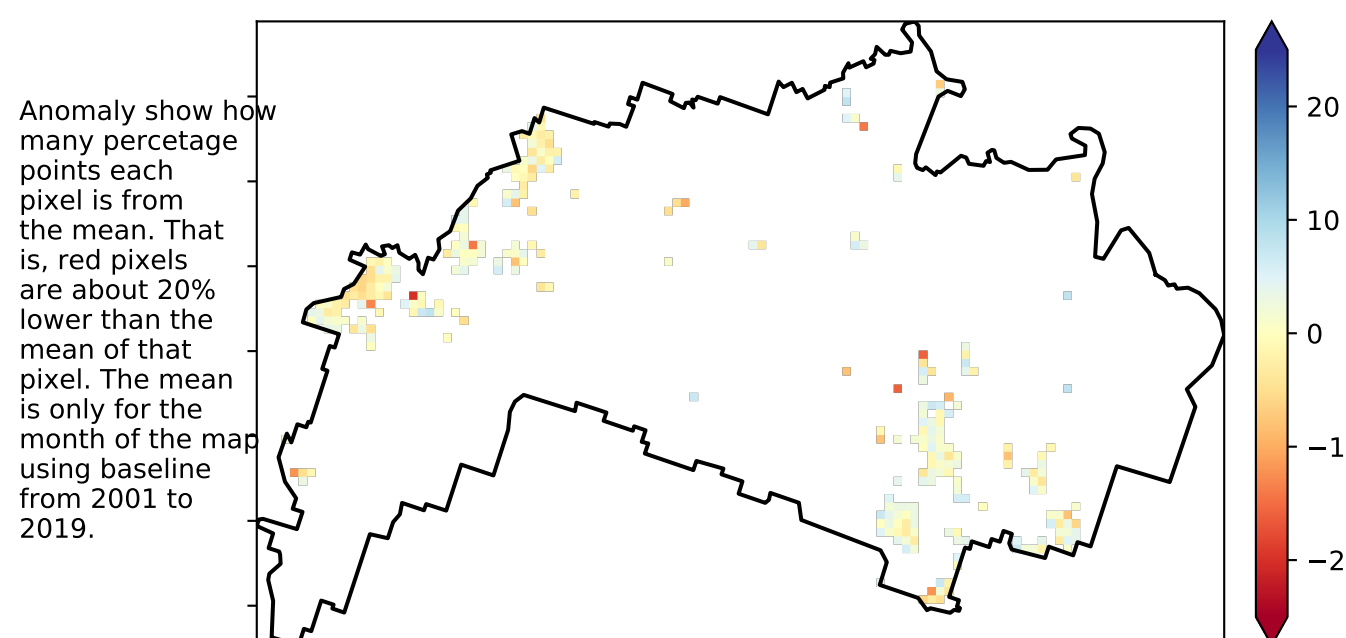 Anomaly show how
many percetage
points each
pixel is from
the mean. That
is, red pixels
are about 20%
lower than the
mean of that
pixel. The mean
is only for the
month of the map
using baseline
from 2001 to
2019.
20
10
0
−1
−2